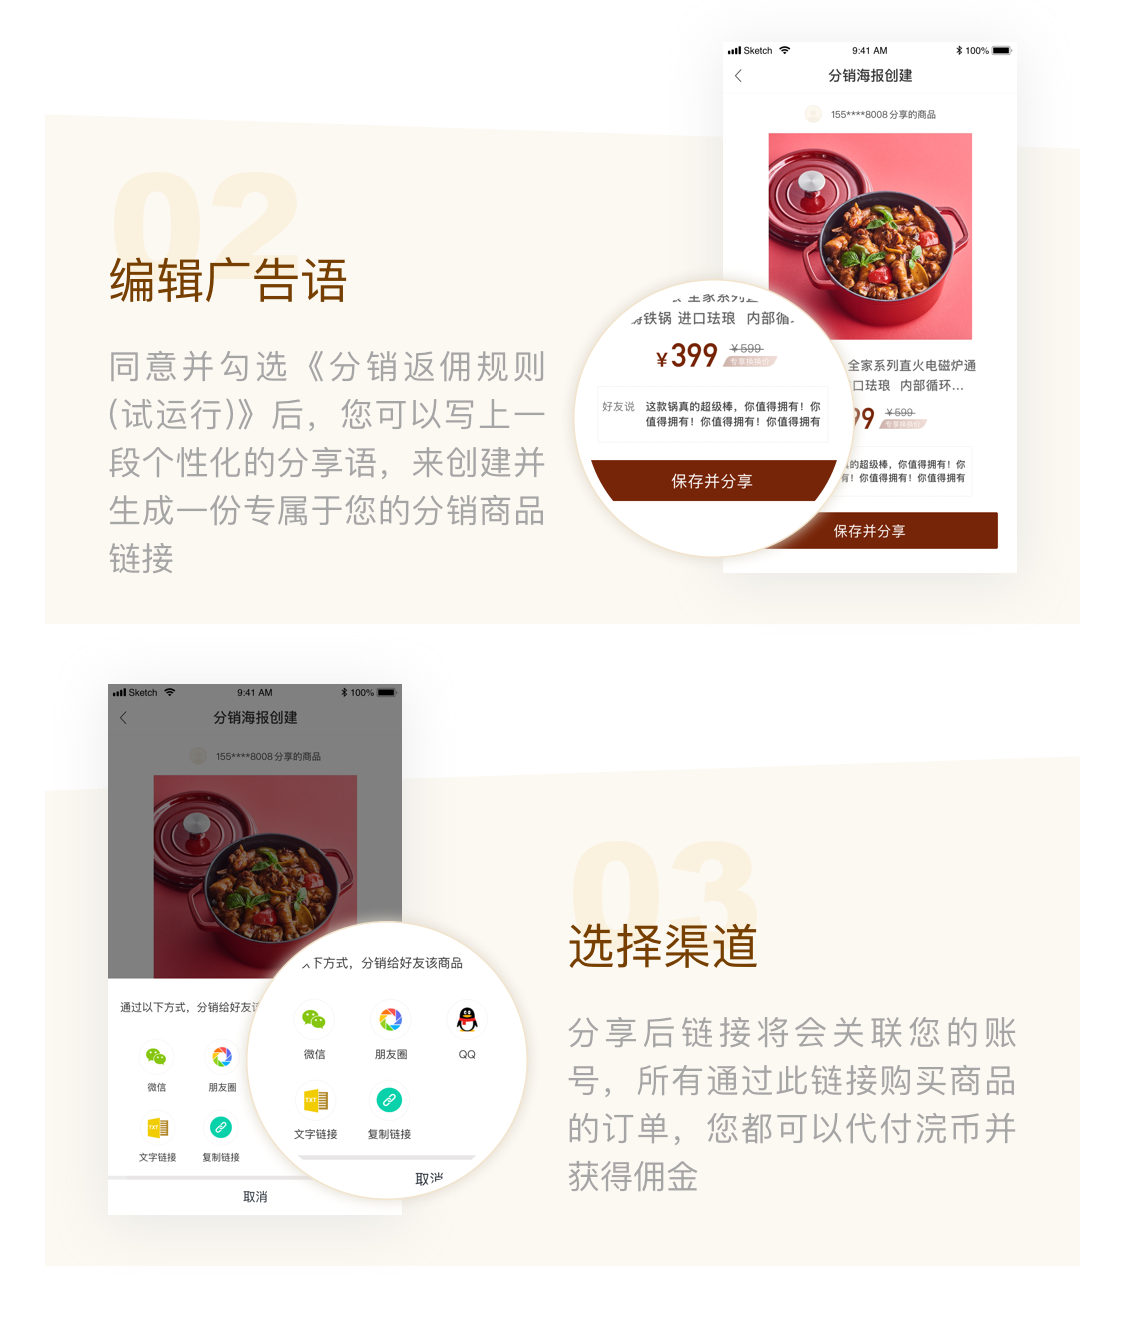 Sketch 9:41 AM 100%
分销海报创建
155****8008 分享的商品
02
编辑广告语
同意并勾选《分销返佣规则
(试运行)》后，您可以写上一
段个性化的分享语，来创建并
生成一份专属于您的分销商品
链接
全家系列
铸铁锅 进口珐琅 内部循
¥399 ¥599
专享换购价
好友说 这款锅真的超级棒，你值得拥有！你
值得拥有！你值得拥有！你值得拥有
保存并分享
全家系列直火电磁炉通
口珐琅 内部循环...
99 ¥599
的超级棒，你值得拥有！你
有！你值得拥有！你值得拥有
保存并分享
Sketch 9:41 AM 100%
分销海报创建
155****8008 分享的商品
通过以下方式，分销给好友该
微信 朋友圈
TXT
文字链接 复制链接
取消
下方式，分销给好友该商品
微信 朋友圈 QQ
TXT
文字链接 复制链接
取消
03
选择渠道
分享后链接将会关联您的账
号，所有通过此链接购买商品
的订单，您都可以代付浣币并
获得佣金